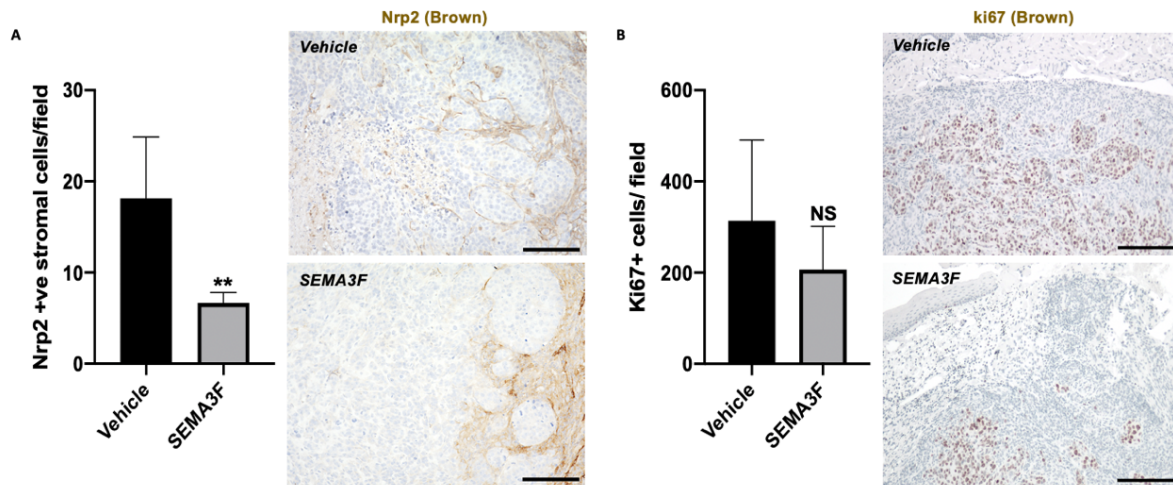 A
Nrp2 +ve stromal cells/field
30
20
10
0
**
Vehicle
SEMA3F
Nrp2 (Brown)
Vehicle
SEMA3F
B
Ki67+ cells/ field
600
400
200
0
NS
Vehicle
SEMA3F
ki67 (Brown)
Vehicle
SEMA3F